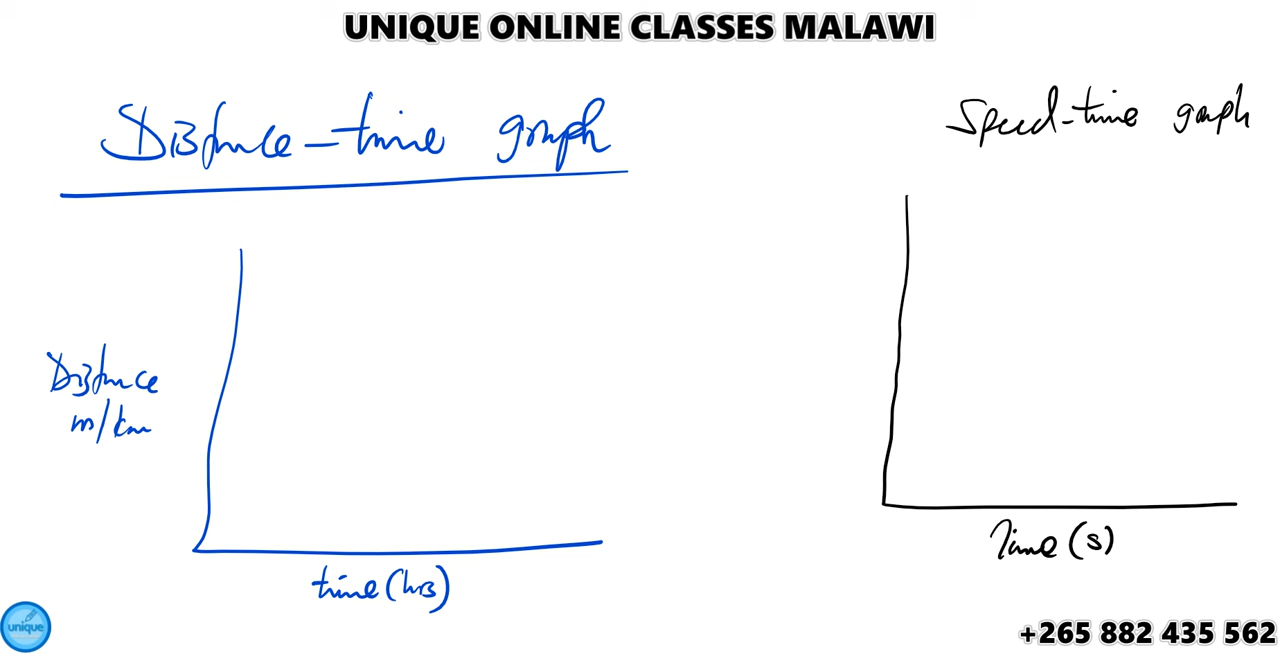 UNIQUE ONLINE CLASSES MALAWI
Distance-time graph
Speed-time graph
Distance
m/km
time (hrs)
Time (s)
unique
+265 882 435 562